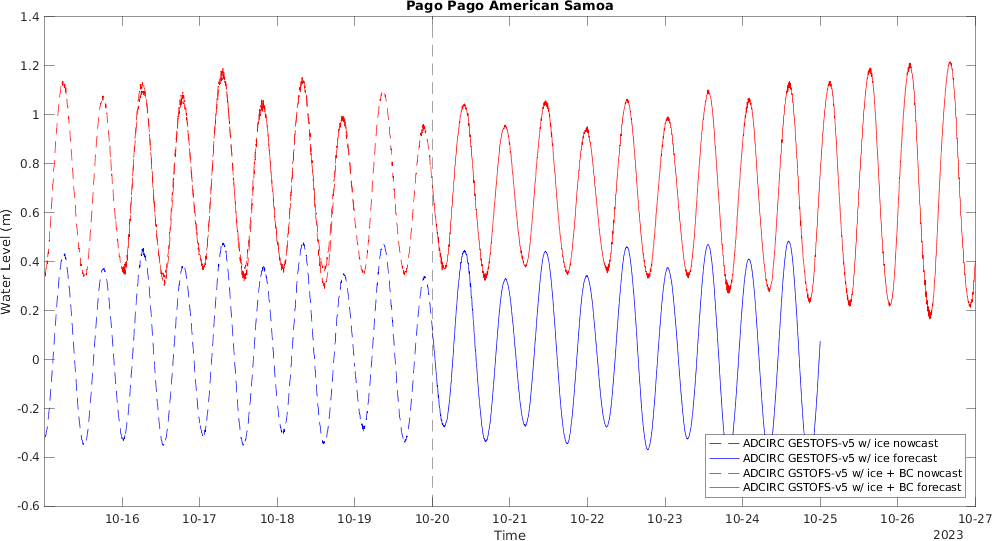 Pago Pago American Samoa
1.4
1.2
1
0.8
0.6
0.4
0.2
0
-0.2
-0.4
-0.6
Water Level (m)
ADCIRC GESTOFS-v5 w/ ice nowcast
ADCIRC GESTOFS-v5 w/ ice forecast
ADCIRC GSTOFS-v5 w/ ice + BC nowcast
ADCIRC GSTOFS-v5 w/ ice + BC forecast
10-16 10-17 10-18 10-19 10-20 10-21 10-22 10-23 10-24 10-25 10-26 10-27
Time
2023